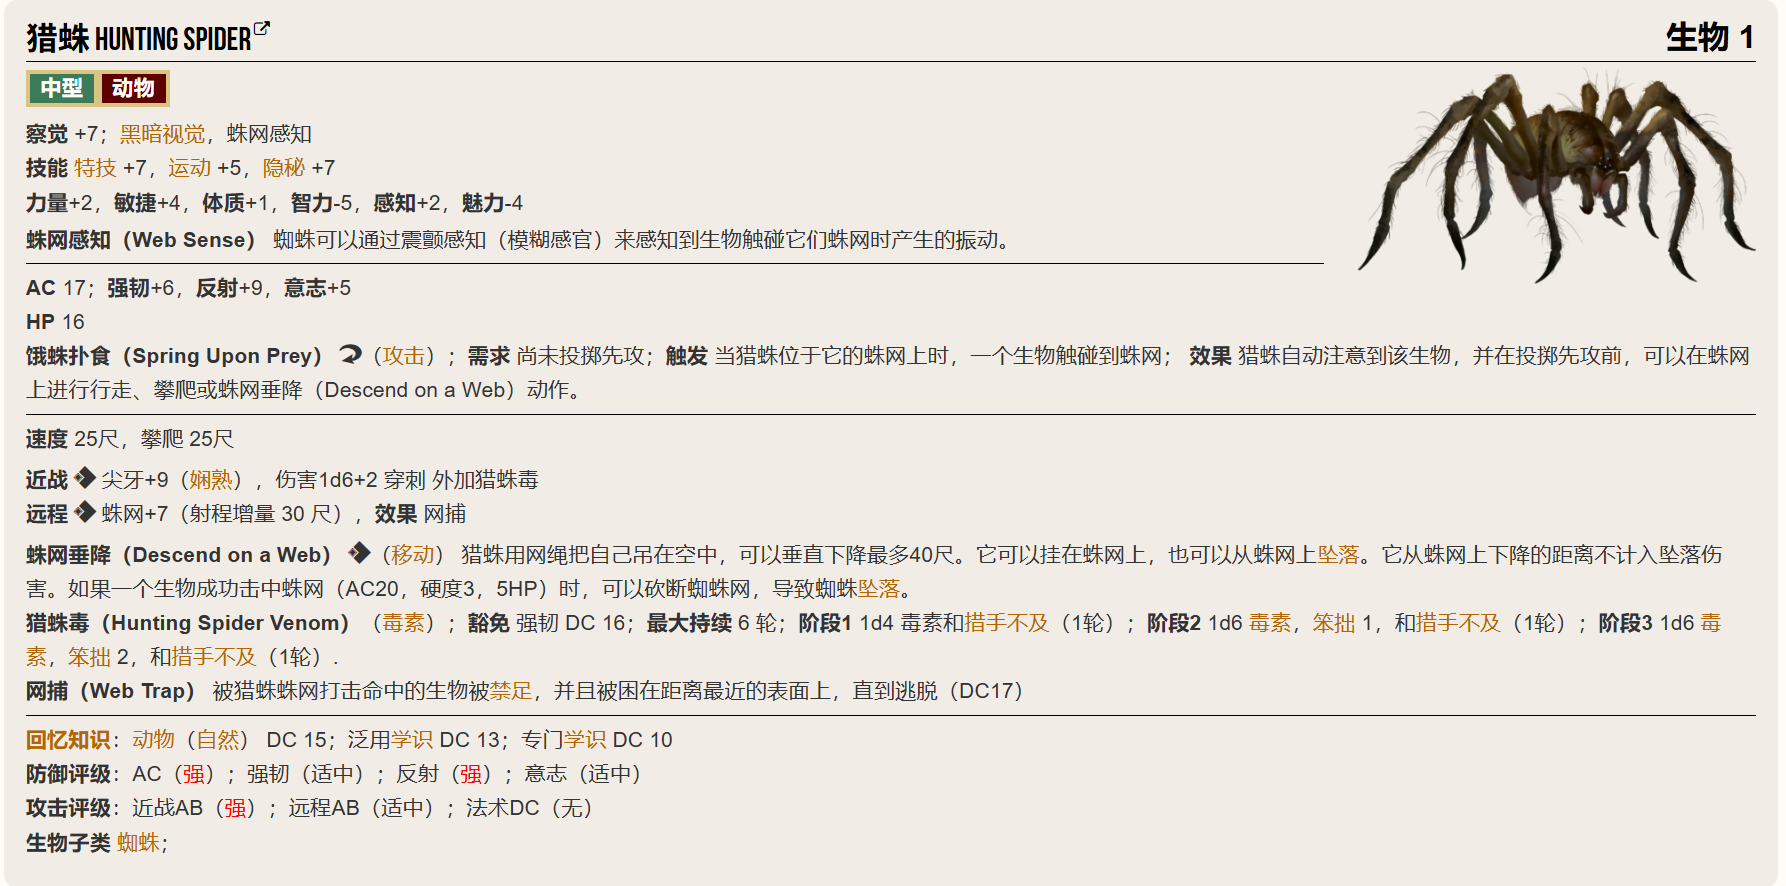 猎蛛 HUNTING SPIDER
生物 1
中型 动物
察觉 +7；黑暗视觉，蛛网感知
技能 特技 +7，运动 +5，隐秘 +7
力量+2，敏捷+4，体质+1，智力-5，感知+2，魅力-4
蛛网感知（Web Sense） 蜘蛛可以通过震颤感知（模糊感官）来感知到生物触碰它们蛛网时产生的振动。
AC 17；强韧+6，反射+9，意志+5
HP 16
饿蛛扑食（Spring Upon Prey） （攻击）；需求 尚未投掷先攻；触发 当猎蛛位于它的蛛网上时，一个生物触碰到蛛网； 效果 猎蛛自动注意到该生物，并在投掷先攻前，可以在蛛网
上进行行走、攀爬或蛛网垂降（Descend on a Web）动作。
速度 25尺，攀爬 25尺
近战 尖牙+9（娴熟），伤害1d6+2 穿刺 外加猎蛛毒
远程 蛛网+7（射程增量 30 尺），效果 网捕
蛛网垂降（Descend on a Web） （移动） 猎蛛用网绳把自己吊在空中，可以垂直下降最多40尺。它可以挂在蛛网上，也可以从蛛网上坠落。它从蛛网上下降的距离不计入坠落伤
害。如果一个生物成功击中蛛网（AC20，硬度3，5HP）时，可以砍断蜘蛛网，导致蜘蛛坠落。
猎蛛毒（Hunting Spider Venom）（毒素）；豁免 强韧 DC 16；最大持续 6 轮；阶段1 1d4 毒素和措手不及（1轮）；阶段2 1d6 毒素，笨拙 1，和措手不及（1轮）；阶段3 1d6 毒
素，笨拙 2，和措手不及（1轮）.
网捕（Web Trap） 被猎蛛蛛网打击命中的生物被禁足，并且被困在距离最近的表面上，直到逃脱（DC17）
回忆知识：动物（自然） DC 15；泛用学识 DC 13；专门学识 DC 10
防御评级：AC（强）；强韧（适中）；反射（强）；意志（适中）
攻击评级：近战AB（强）；远程AB（适中）；法术DC（无）
生物子类 蜘蛛；